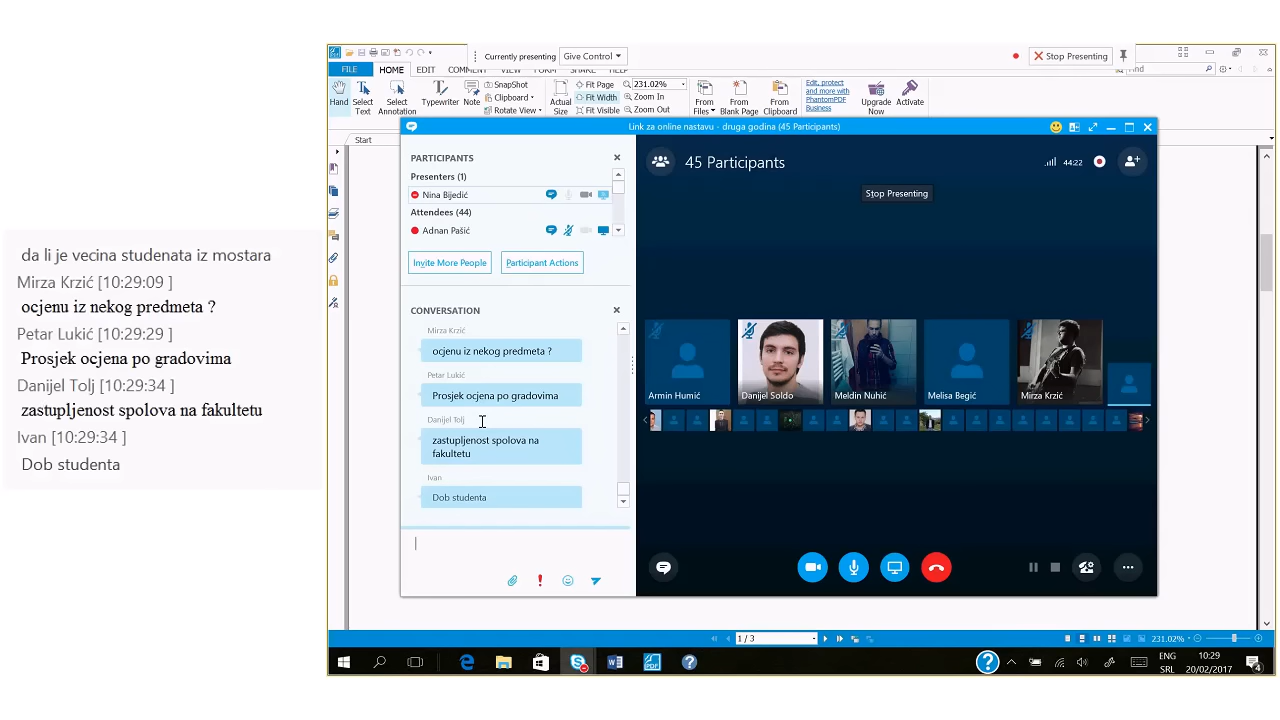 da li je vecina studenata iz mostara
Mirza Krzić [10:29:09 ]
ocjenu iz nekog predmeta ?
Petar Lukić [10:29:29 ]
Prosjek ocjena po gradovima
Danijel Tolj [10:29:34 ]
zastupljenost spolova na fakultetu
Ivan [10:29:34 ]
Dob studenta
Currently presenting
Give Control
Stop Presenting
FILE HOME EDIT COMMENT VIEW FORM SHARE HELP
Find
Hand
Select Text
Select Annotation
SnapShot
Clipboard
Rotate View
Typewriter
Note
Actual Size
Fit Page
Fit Width
Fit Visible
231.02%
Zoom In
Zoom Out
From Files
From Blank Page
From Clipboard
Edit, protect
and more with
PhantomPDF
Business
Upgrade Now
Activate
Start
Link za online nastavu - druga godina (45 Participants)
PARTICIPANTS
Presenters (1)
Nina Bijedić
Attendees (44)
Adnan Pašić
Invite More People
Participant Actions
CONVERSATION
Mirza Krzić
ocjenu iz nekog predmeta ?
Petar Lukić
Prosjek ocjena po gradovima
Danijel Tolj
zastupljenost spolova na
fakultetu
Ivan
Dob studenta
45 Participants
44:22
Stop Presenting
Armin Humić
Danijel Soldo
Meldin Nuhić
Melisa Begić
Mirza Krzić
1 / 3
231.02%
PDF
ENG
SRL
10:29
20/02/2017
4